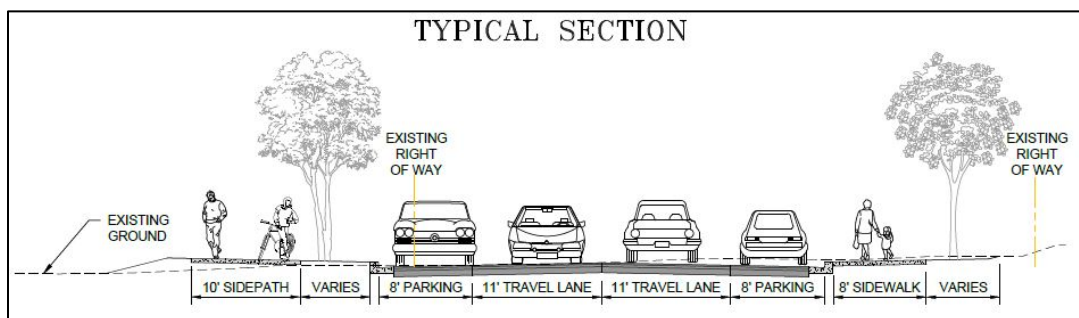 TYPICAL SECTION
EXISTING
RIGHT
OF WAY
EXISTING
RIGHT
OF WAY
EXISTING
GROUND
10' SIDEPATH
VARIES
8' PARKING
11' TRAVEL LANE
11' TRAVEL LANE
8' PARKING
8' SIDEWALK
VARIES